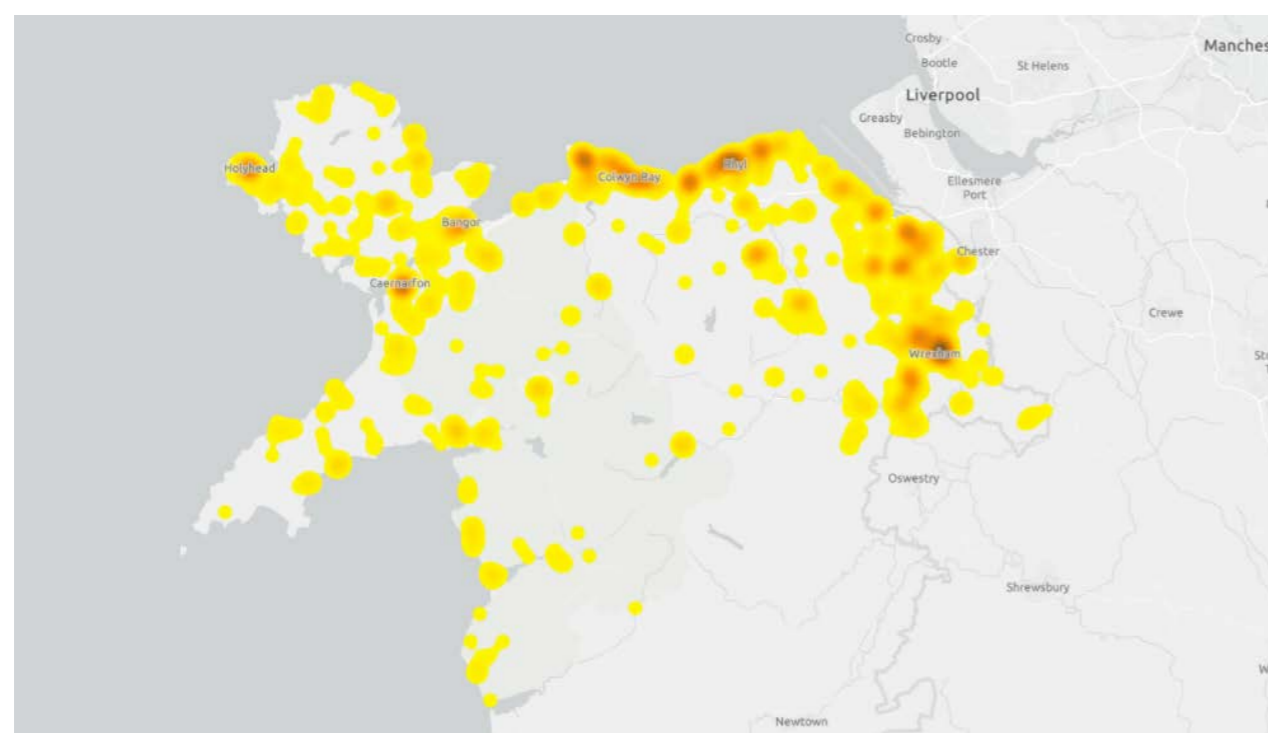 Crosby
Manches
Bootle
St Helens
Liverpool
Greasby
Bebington
Holyhead
Rhyl
Colwyn Bay
Ellesmere
Port
Bangor
Chester
Caernarfon
Crewe
Wrexham
Sto
Oswestry
Shrewsbury
W
Newtown